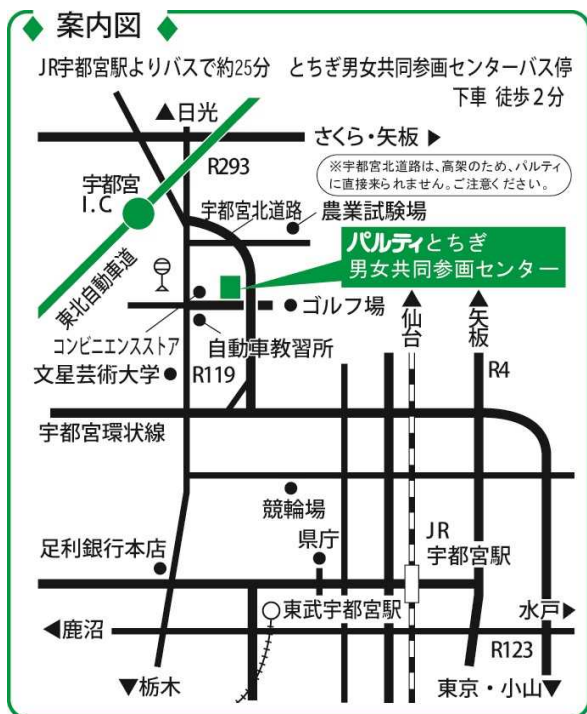 案内図
JR宇都宮駅よりバスで約25分 とちぎ男女共同参画センターバス停
下車 徒歩2分
▲日光
さくら・矢板▶
R293
※宇都宮北道路は、高架のため、パルティ
に直接来られません。ご注意ください。
宇都宮
I.C
宇都宮北道路
農業試験場
パルティとちぎ
男女共同参画センター
東北自動車道
ゴルフ場
▲仙台
▲矢板
コンビニエンスストア
自動車教習所
文星芸術大学
R119
R4
宇都宮環状線
競輪場
県庁
JR
宇都宮駅
足利銀行本店
東武宇都宮駅
水戸▶
◀鹿沼
R123
▼栃木
東京・小山▼